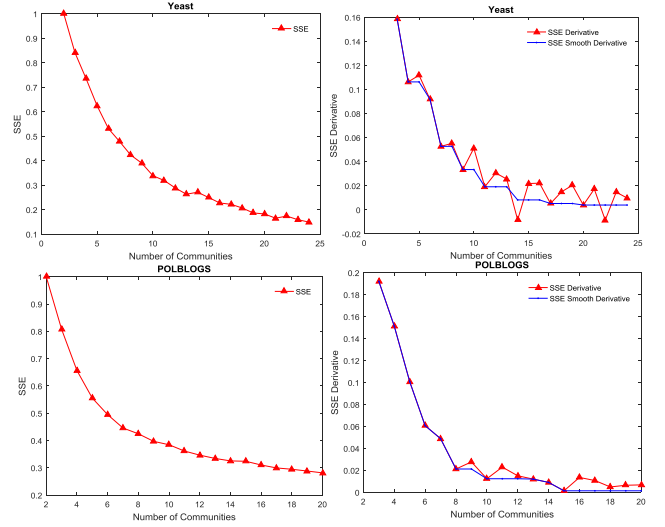 Yeast
SSE
1
0.9
0.8
0.7
0.6
0.5
0.4
0.3
0.2
0.1
0 5 10 15 20 25
Number of Communities
SSE
Yeast
SSE Derivative
SSE Smooth Derivative
0.16
0.14
0.12
0.1
0.08
0.06
0.04
0.02
0
-0.02
0 5 10 15 20 25
Number of Communities
SSE Derivative
POLBLOGS
SSE
1
0.9
0.8
0.7
0.6
0.5
0.4
0.3
0.2
2 4 6 8 10 12 14 16 18 20
Number of Communities
SSE
POLBLOGS
SSE Derivative
SSE Smooth Derivative
0.2
0.18
0.16
0.14
0.12
0.1
0.08
0.06
0.04
0.02
0
2 4 6 8 10 12 14 16 18 20
Number of Communities
SSE Derivative